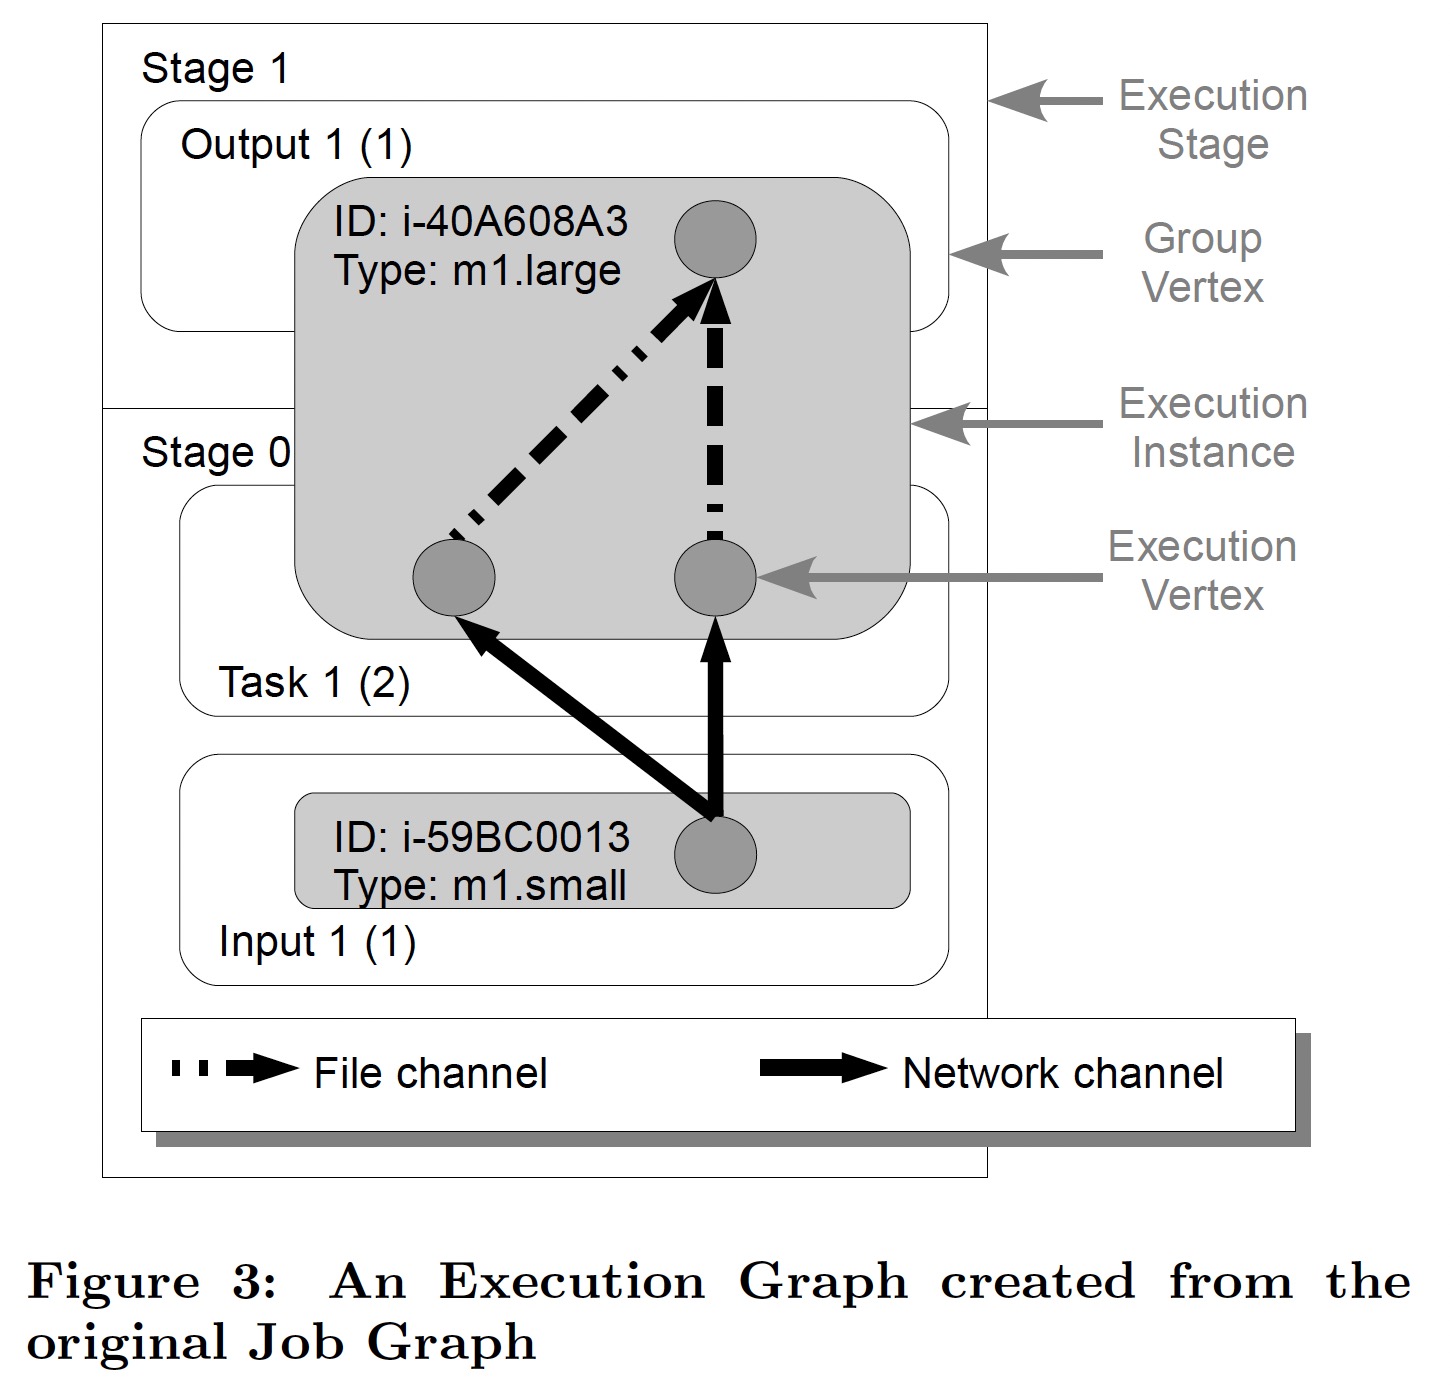 Stage 1
Output 1 (1)
ID: i-40A608A3
Type: m1.large
Execution
Stage
Group
Vertex
Execution
Instance
Stage 0
Execution
Vertex
Task 1 (2)
ID: i-59BC0013
Type: m1.small
Input 1 (1)
File channel
Network channel
Figure 3: An Execution Graph created from the
original Job Graph